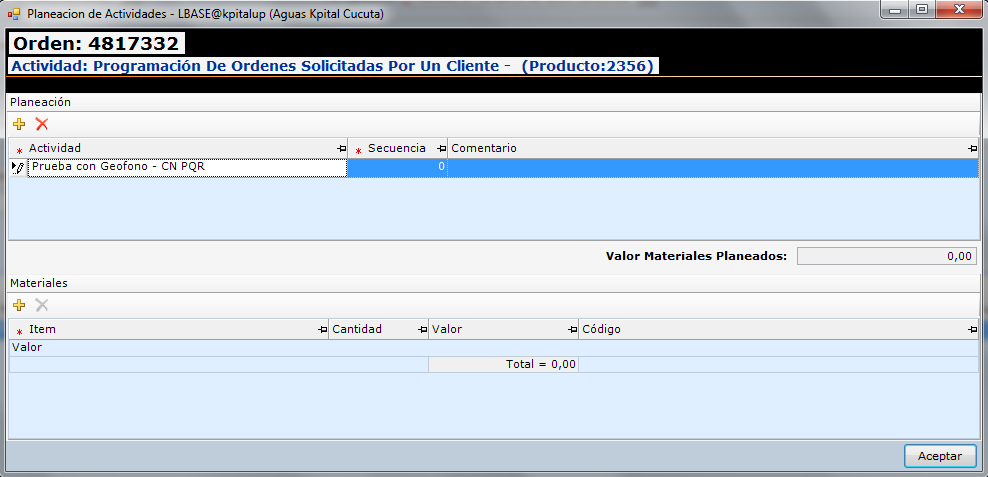 Planeacion de Actividades - LBASE@kpitalup (Aguas Kpital Cucuta)
Orden: 4817332
Actividad: Programación De Ordenes Solicitadas Por Un Cliente - (Producto:2356)
Planeación
* Actividad * Secuencia Comentario
Prueba con Geofono - CN PQR 0
Valor Materiales Planeados: 0,00
Materiales
* Item Cantidad Valor Código
Valor
Total = 0,00
Aceptar